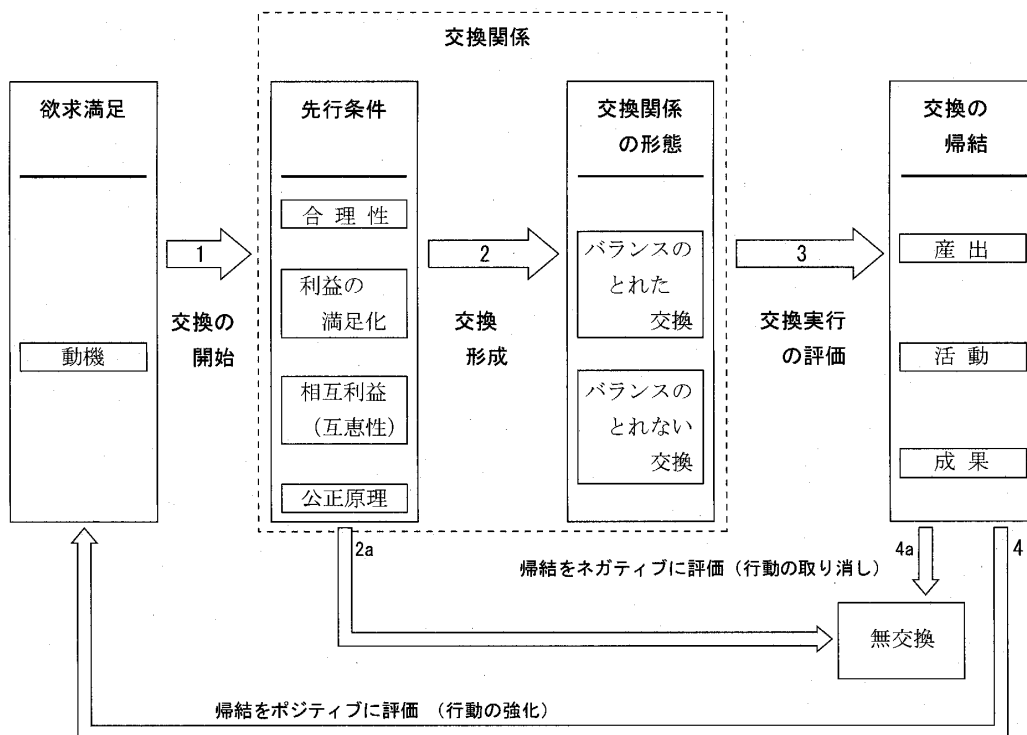 交換関係
欲求満足
動機
1
交換の
開始
先行条件
合理性
利益の
満足化
相互利益
（互恵性）
公正原理
2
交換
形成
交換関係
の形態
バランスの
とれた
交換
バランスの
とれない
交換
3
交換実行
の評価
交換の
帰結
産出
活動
成果
2a
4a
4
帰結をネガティブに評価（行動の取り消し）
無交換
帰結をポジティブに評価 （行動の強化）